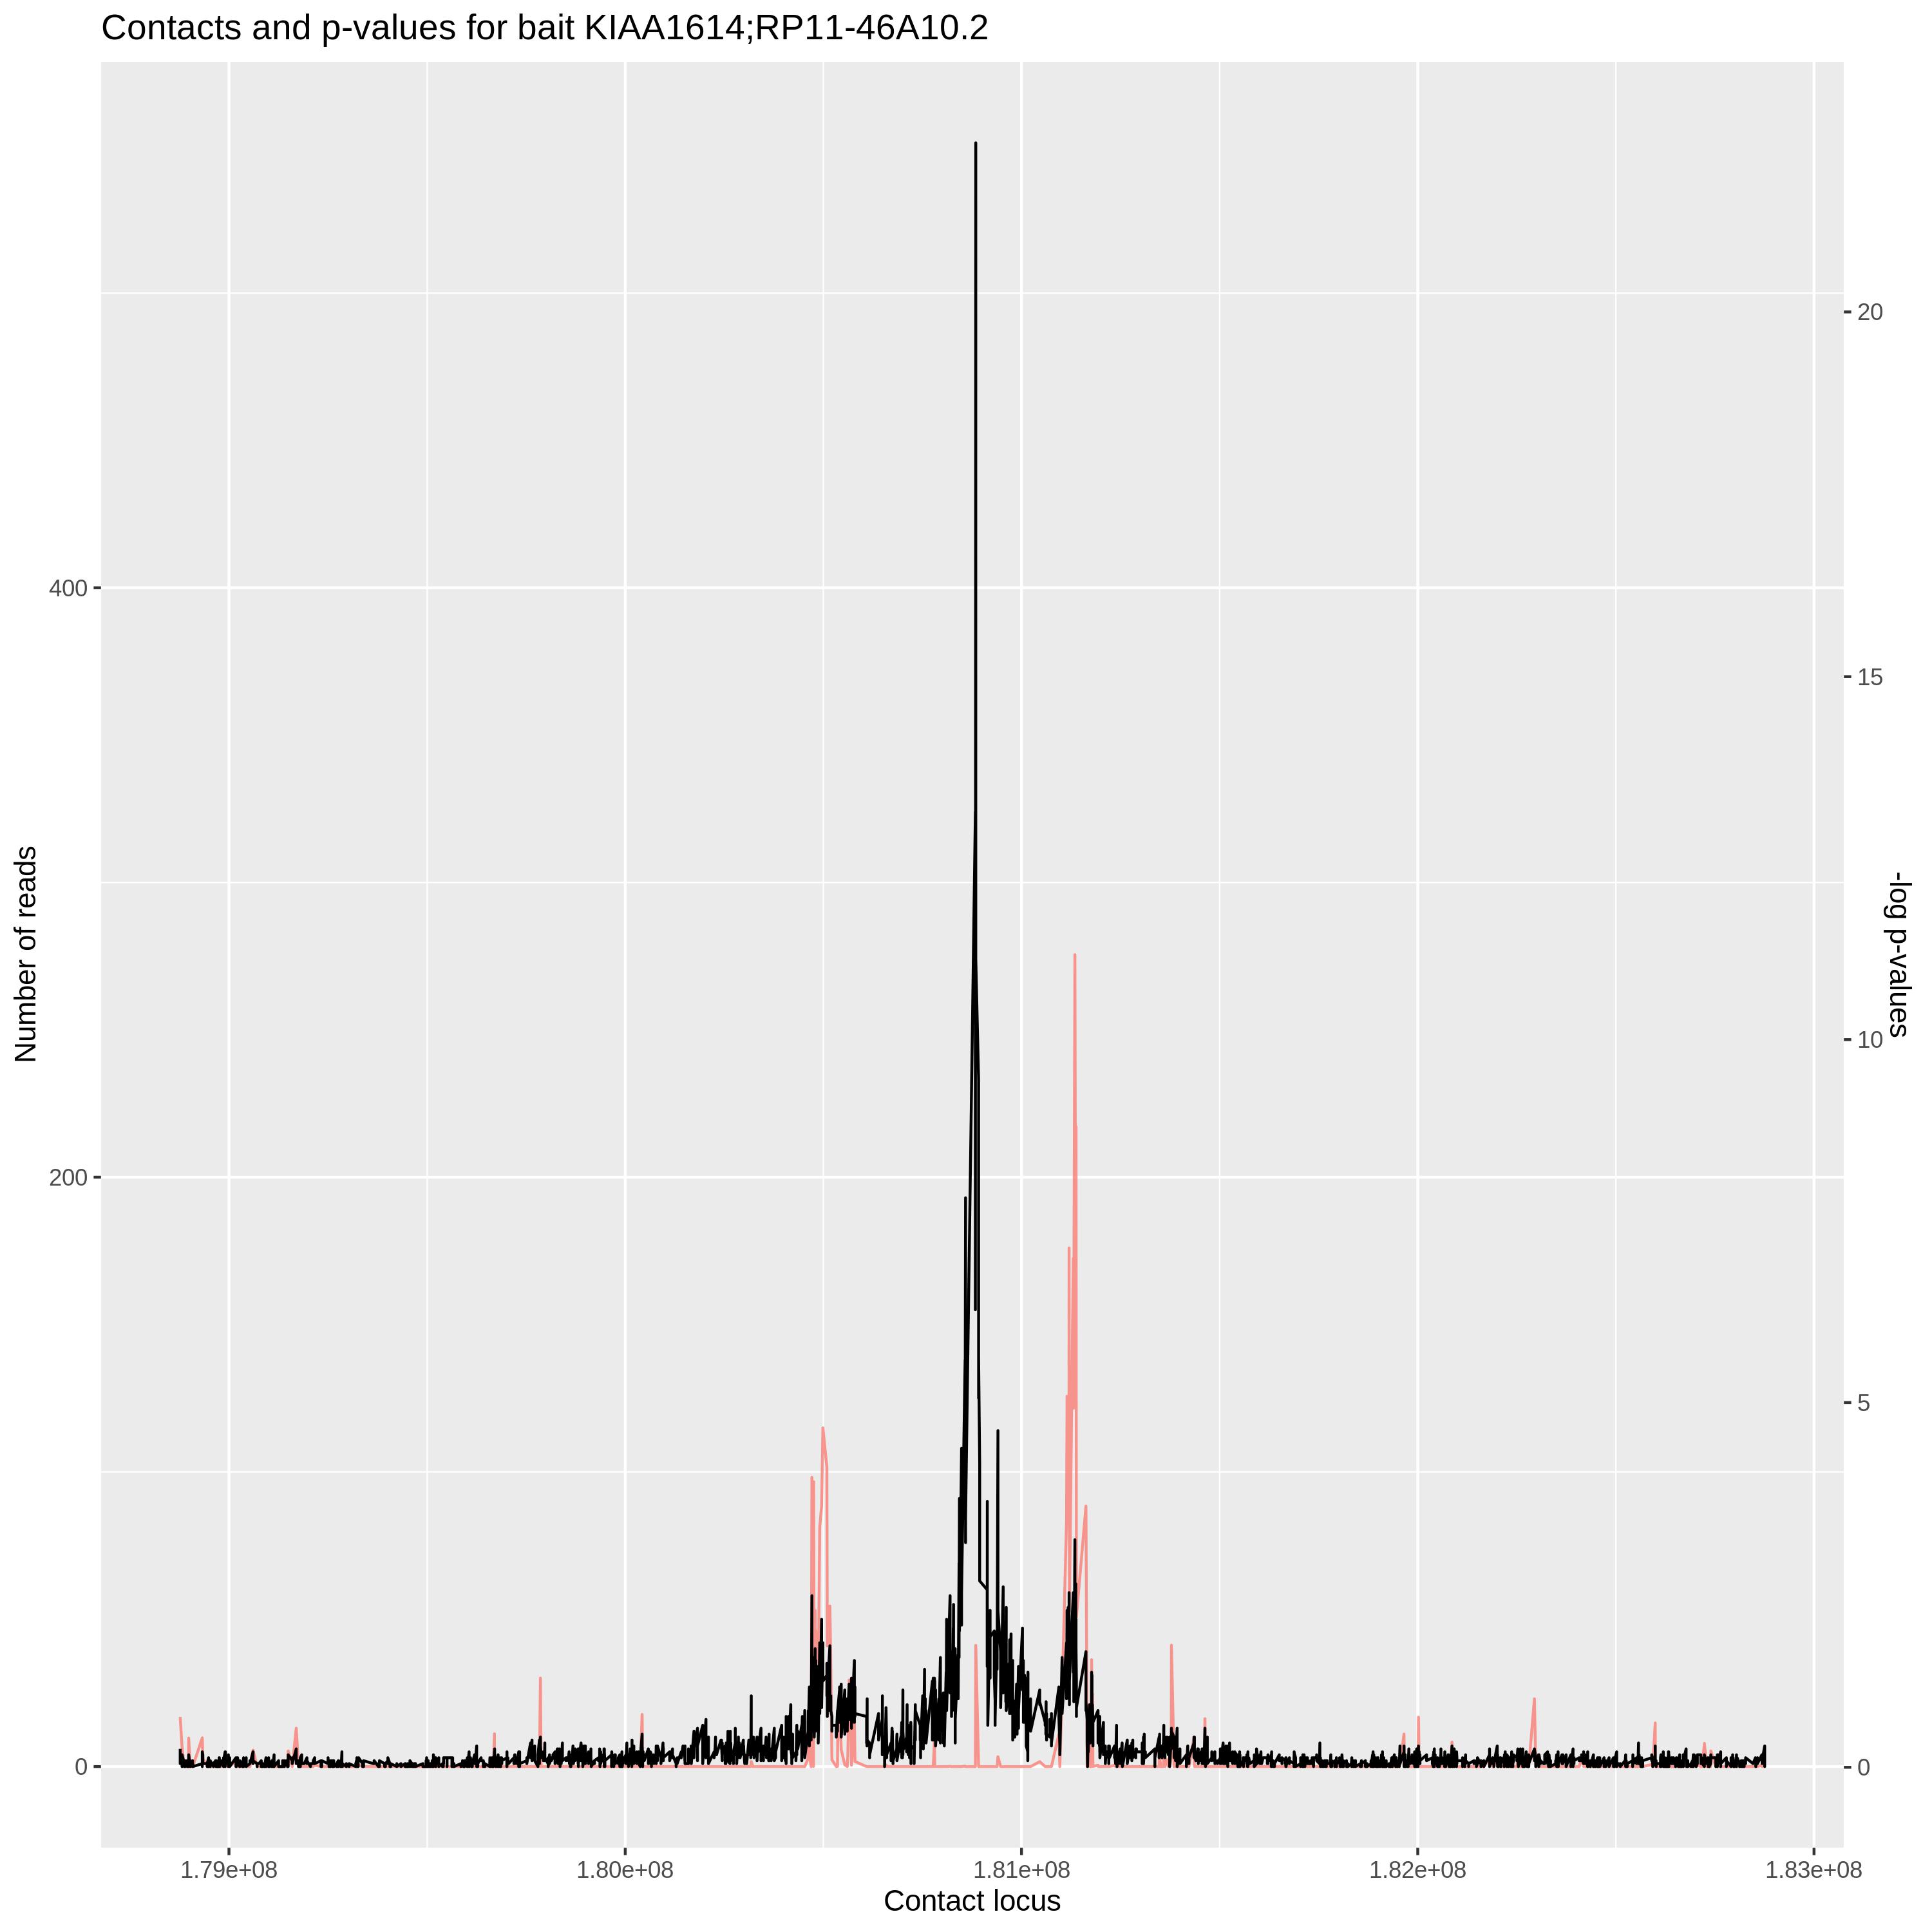 Contacts and p-values for bait KIAA1614;RP11-46A10.2
Number of reads
400
200
0
20
15
10
5
0
-log p-values
1.79e+08 1.80e+08 1.81e+08 1.82e+08 1.83e+08
Contact locus